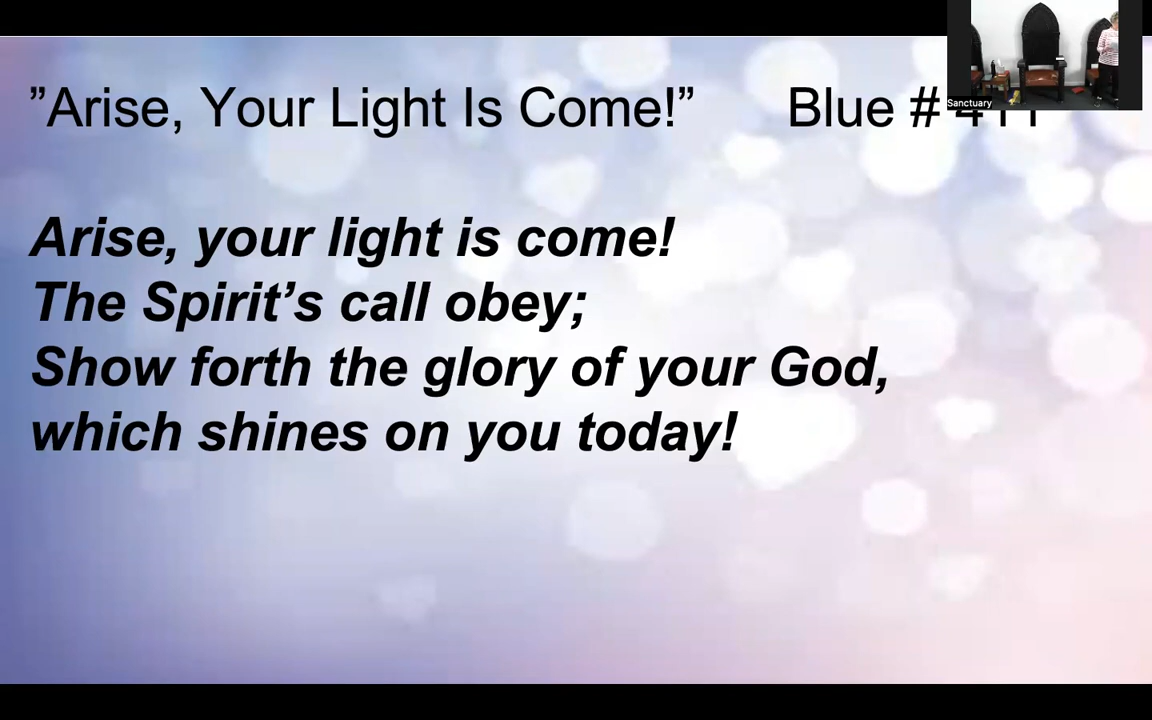 ”Arise, Your Light Is Come!” Blue # 411
Sanctuary
Arise, your light is come!
The Spirit’s call obey;
Show forth the glory of your God,
which shines on you today!